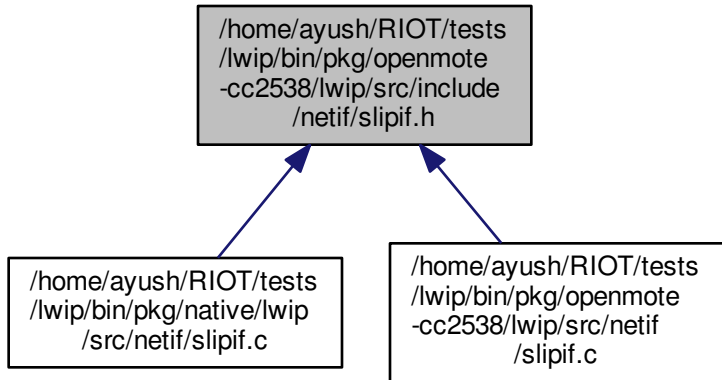 /home/ayush/RIOT/tests
/lwip/bin/pkg/openmote
-cc2538/lwip/src/include
/netif/slipif.h
/home/ayush/RIOT/tests
/lwip/bin/pkg/native/lwip
/src/netif/slipif.c
/home/ayush/RIOT/tests
/lwip/bin/pkg/openmote
-cc2538/lwip/src/netif
/slipif.c